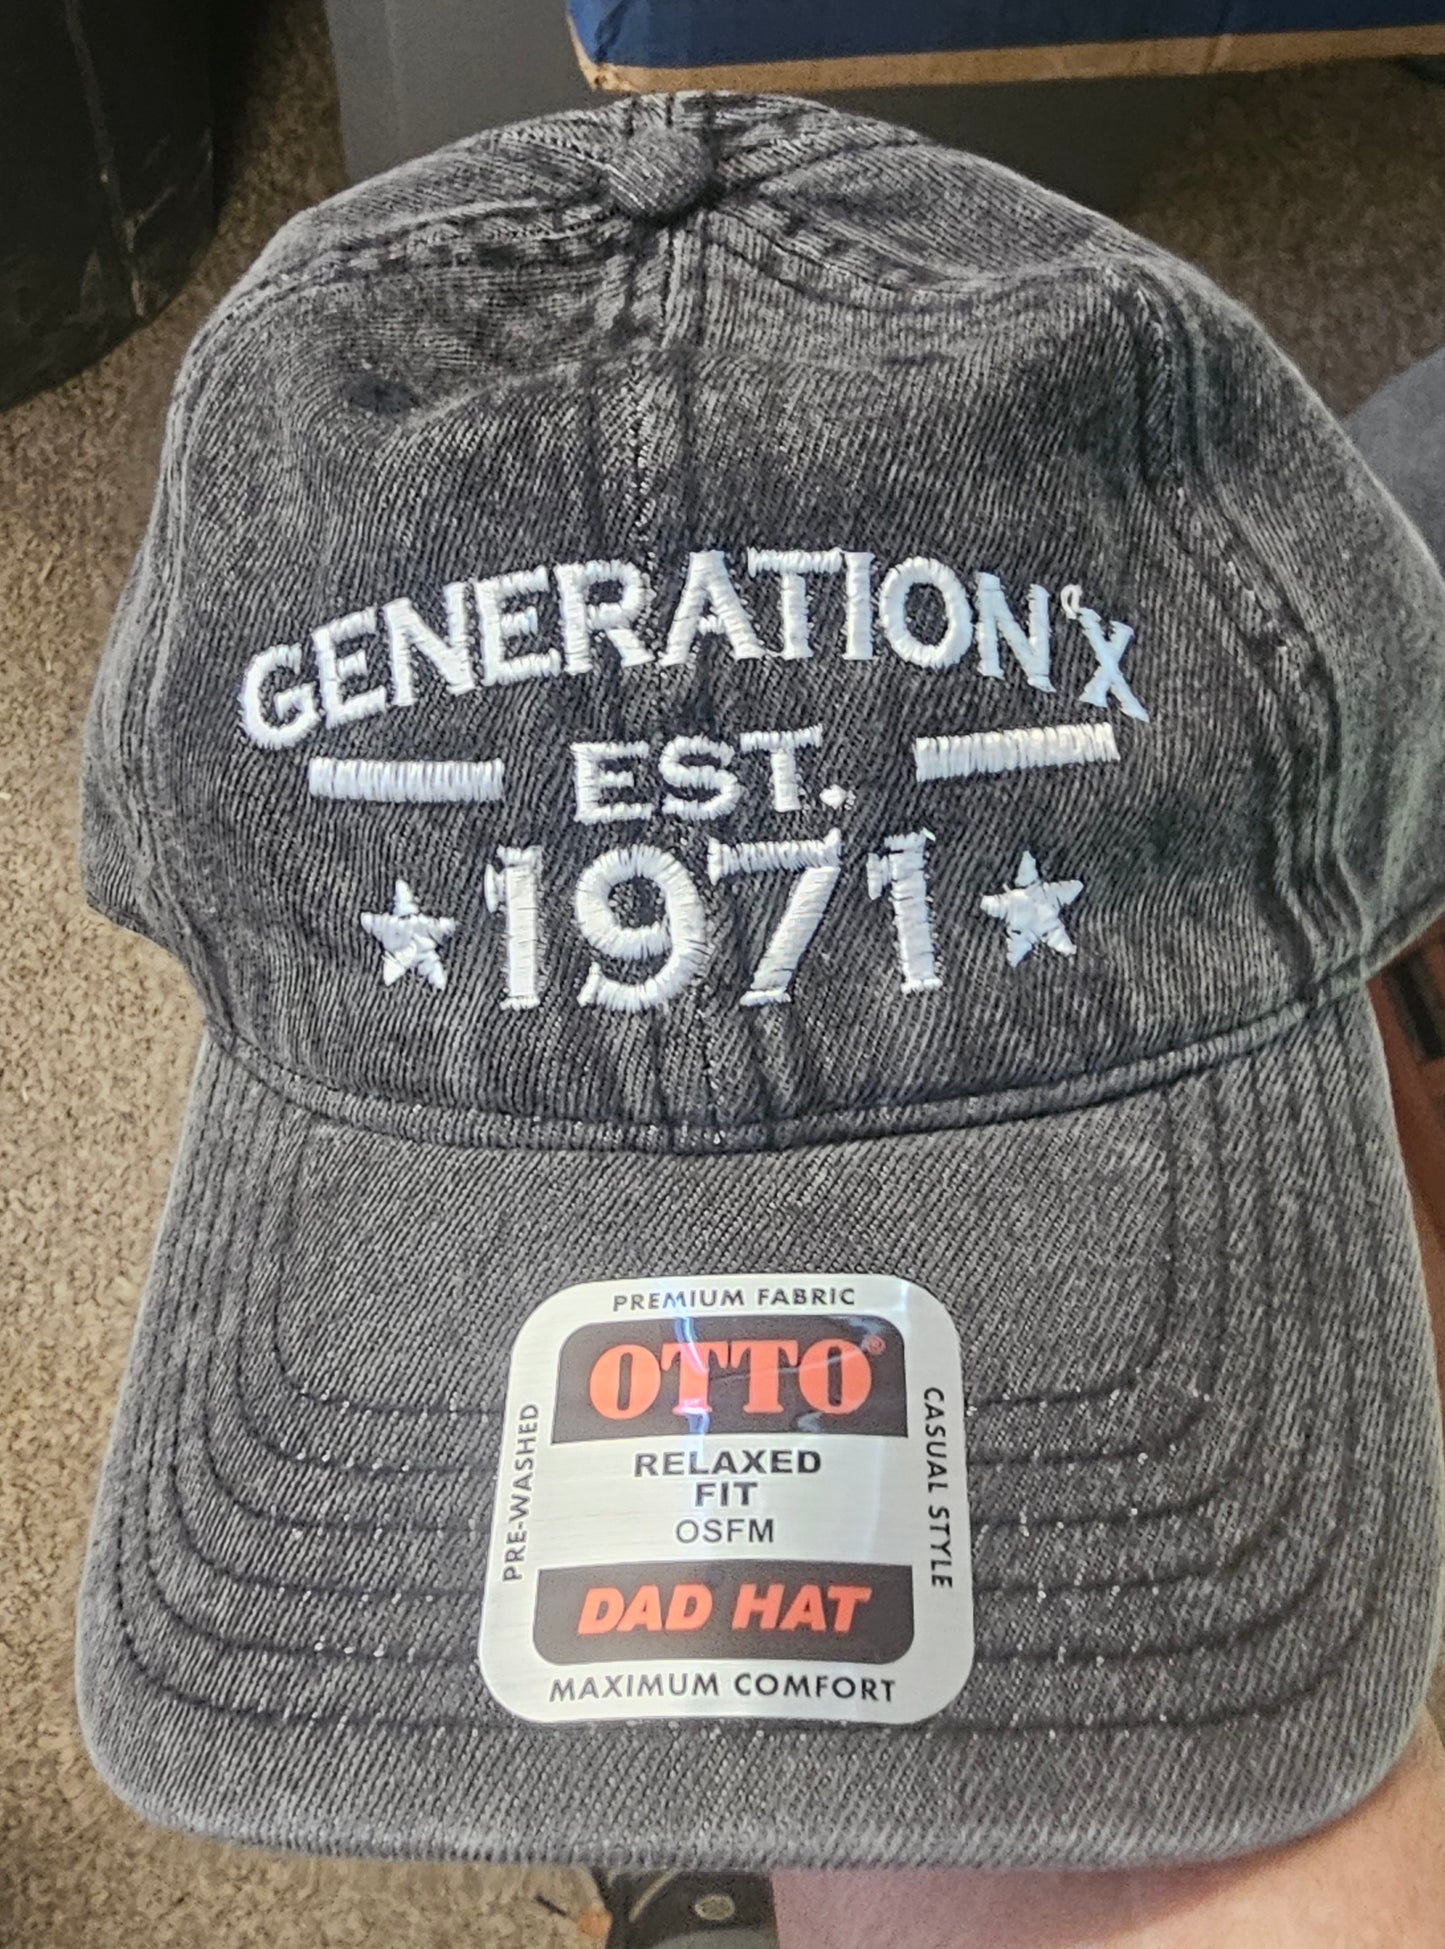 GENERATION'X
EST.
1971
PREMIUM FABRIC
OTTO®
PRE-WASHED
CASUAL STYLE
RELAXED
FIT
OSFM
DAD HAT
MAXIMUM COMFORT